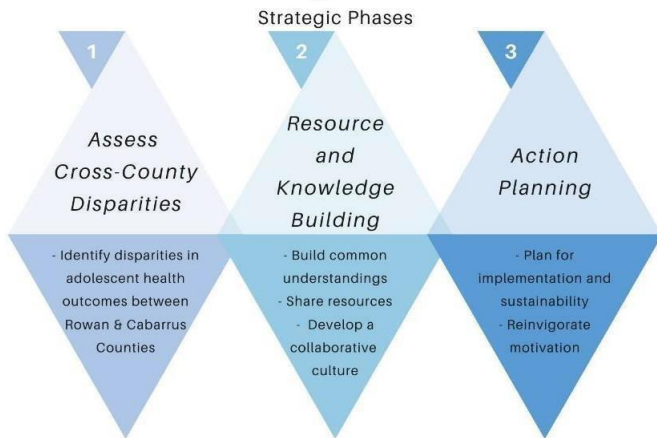 Strategic Phases
1
Assess
Cross-County
Disparities
- Identify disparities in
adolescent health
outcomes between
Rowan & Cabarrus
Counties
2
Resource
and
Knowledge
Building
- Build common
understandings
- Share resources
- Develop a
collaborative
culture
3
Action
Planning
- Plan for
implementation and
sustainability
- Reinvigorate
motivation